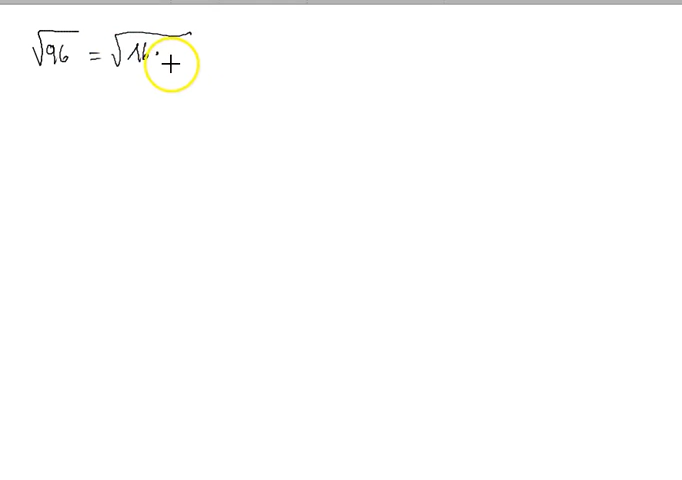 √96 = √16·